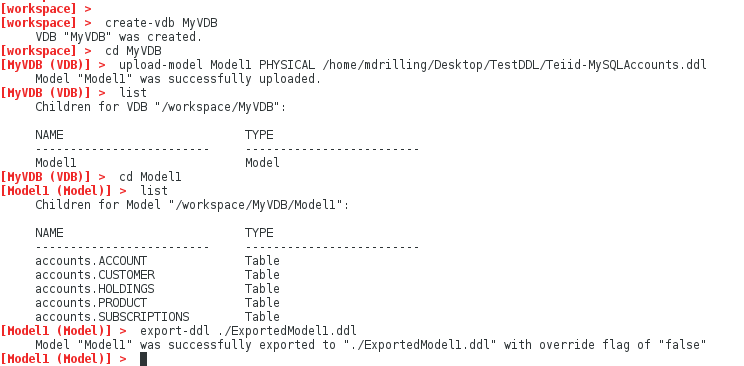 [workspace] >
[workspace] > create-vdb MyVDB
VDB "MyVDB" was created.
[workspace] > cd MyVDB
[MyVDB (VDB)] > upload-model Model1 PHYSICAL /home/mdrilling/Desktop/TestDDL/Teiid-MySQLAccounts.ddl
Model "Model1" was successfully uploaded.
[MyVDB (VDB)] > list
Children for VDB "/workspace/MyVDB":
NAME TYPE
------------------------- -------------------------
Model1 Model
[MyVDB (VDB)] > cd Model1
[Model1 (Model)] > list
Children for Model "/workspace/MyVDB/Model1":
NAME TYPE
------------------------- -------------------------
accounts.ACCOUNT Table
accounts.CUSTOMER Table
accounts.HOLDINGS Table
accounts.PRODUCT Table
accounts.SUBSCRIPTIONS Table
[Model1 (Model)] > export-ddl ./ExportedModel1.ddl
Model "Model1" was successfully exported to "./ExportedModel1.ddl" with override flag of "false"
[Model1 (Model)] >